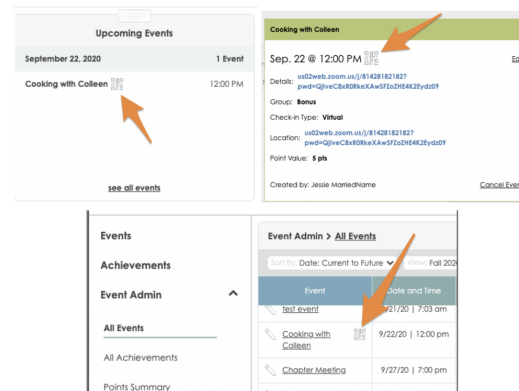 Upcoming Events
September 22, 2020 1 Event
Cooking with Colleen 12:00 PM
see all events
Cooking with Colleen
Sep. 22 @ 12:00 PM
Details: us02web.zoom.us/j/81428182182?
pwd=QjIveC8xR0RkeXAwSFZoZHE4K2Eydz09
Group: Bonus
Check-in Type: Virtual
Location: us02web.zoom.us/j/81428182182?
pwd=QjIveC8xR0RkeXAwSFZoZHE4K2Eydz09
Point Value: 5 pts
Created by: Jessie MarriedName Cancel Even
Events
Achievements
Event Admin
All Events
All Achievements
Points Summary
Event Admin > All Events
Sort By: Date: Current to Future View: Fall 202
Event Date and Time
test event 9/21/20 | 7:03 am
Cooking with
Colleen 9/22/20 | 12:00 pm
Chapter Meeting 9/27/20 | 7:00 pm